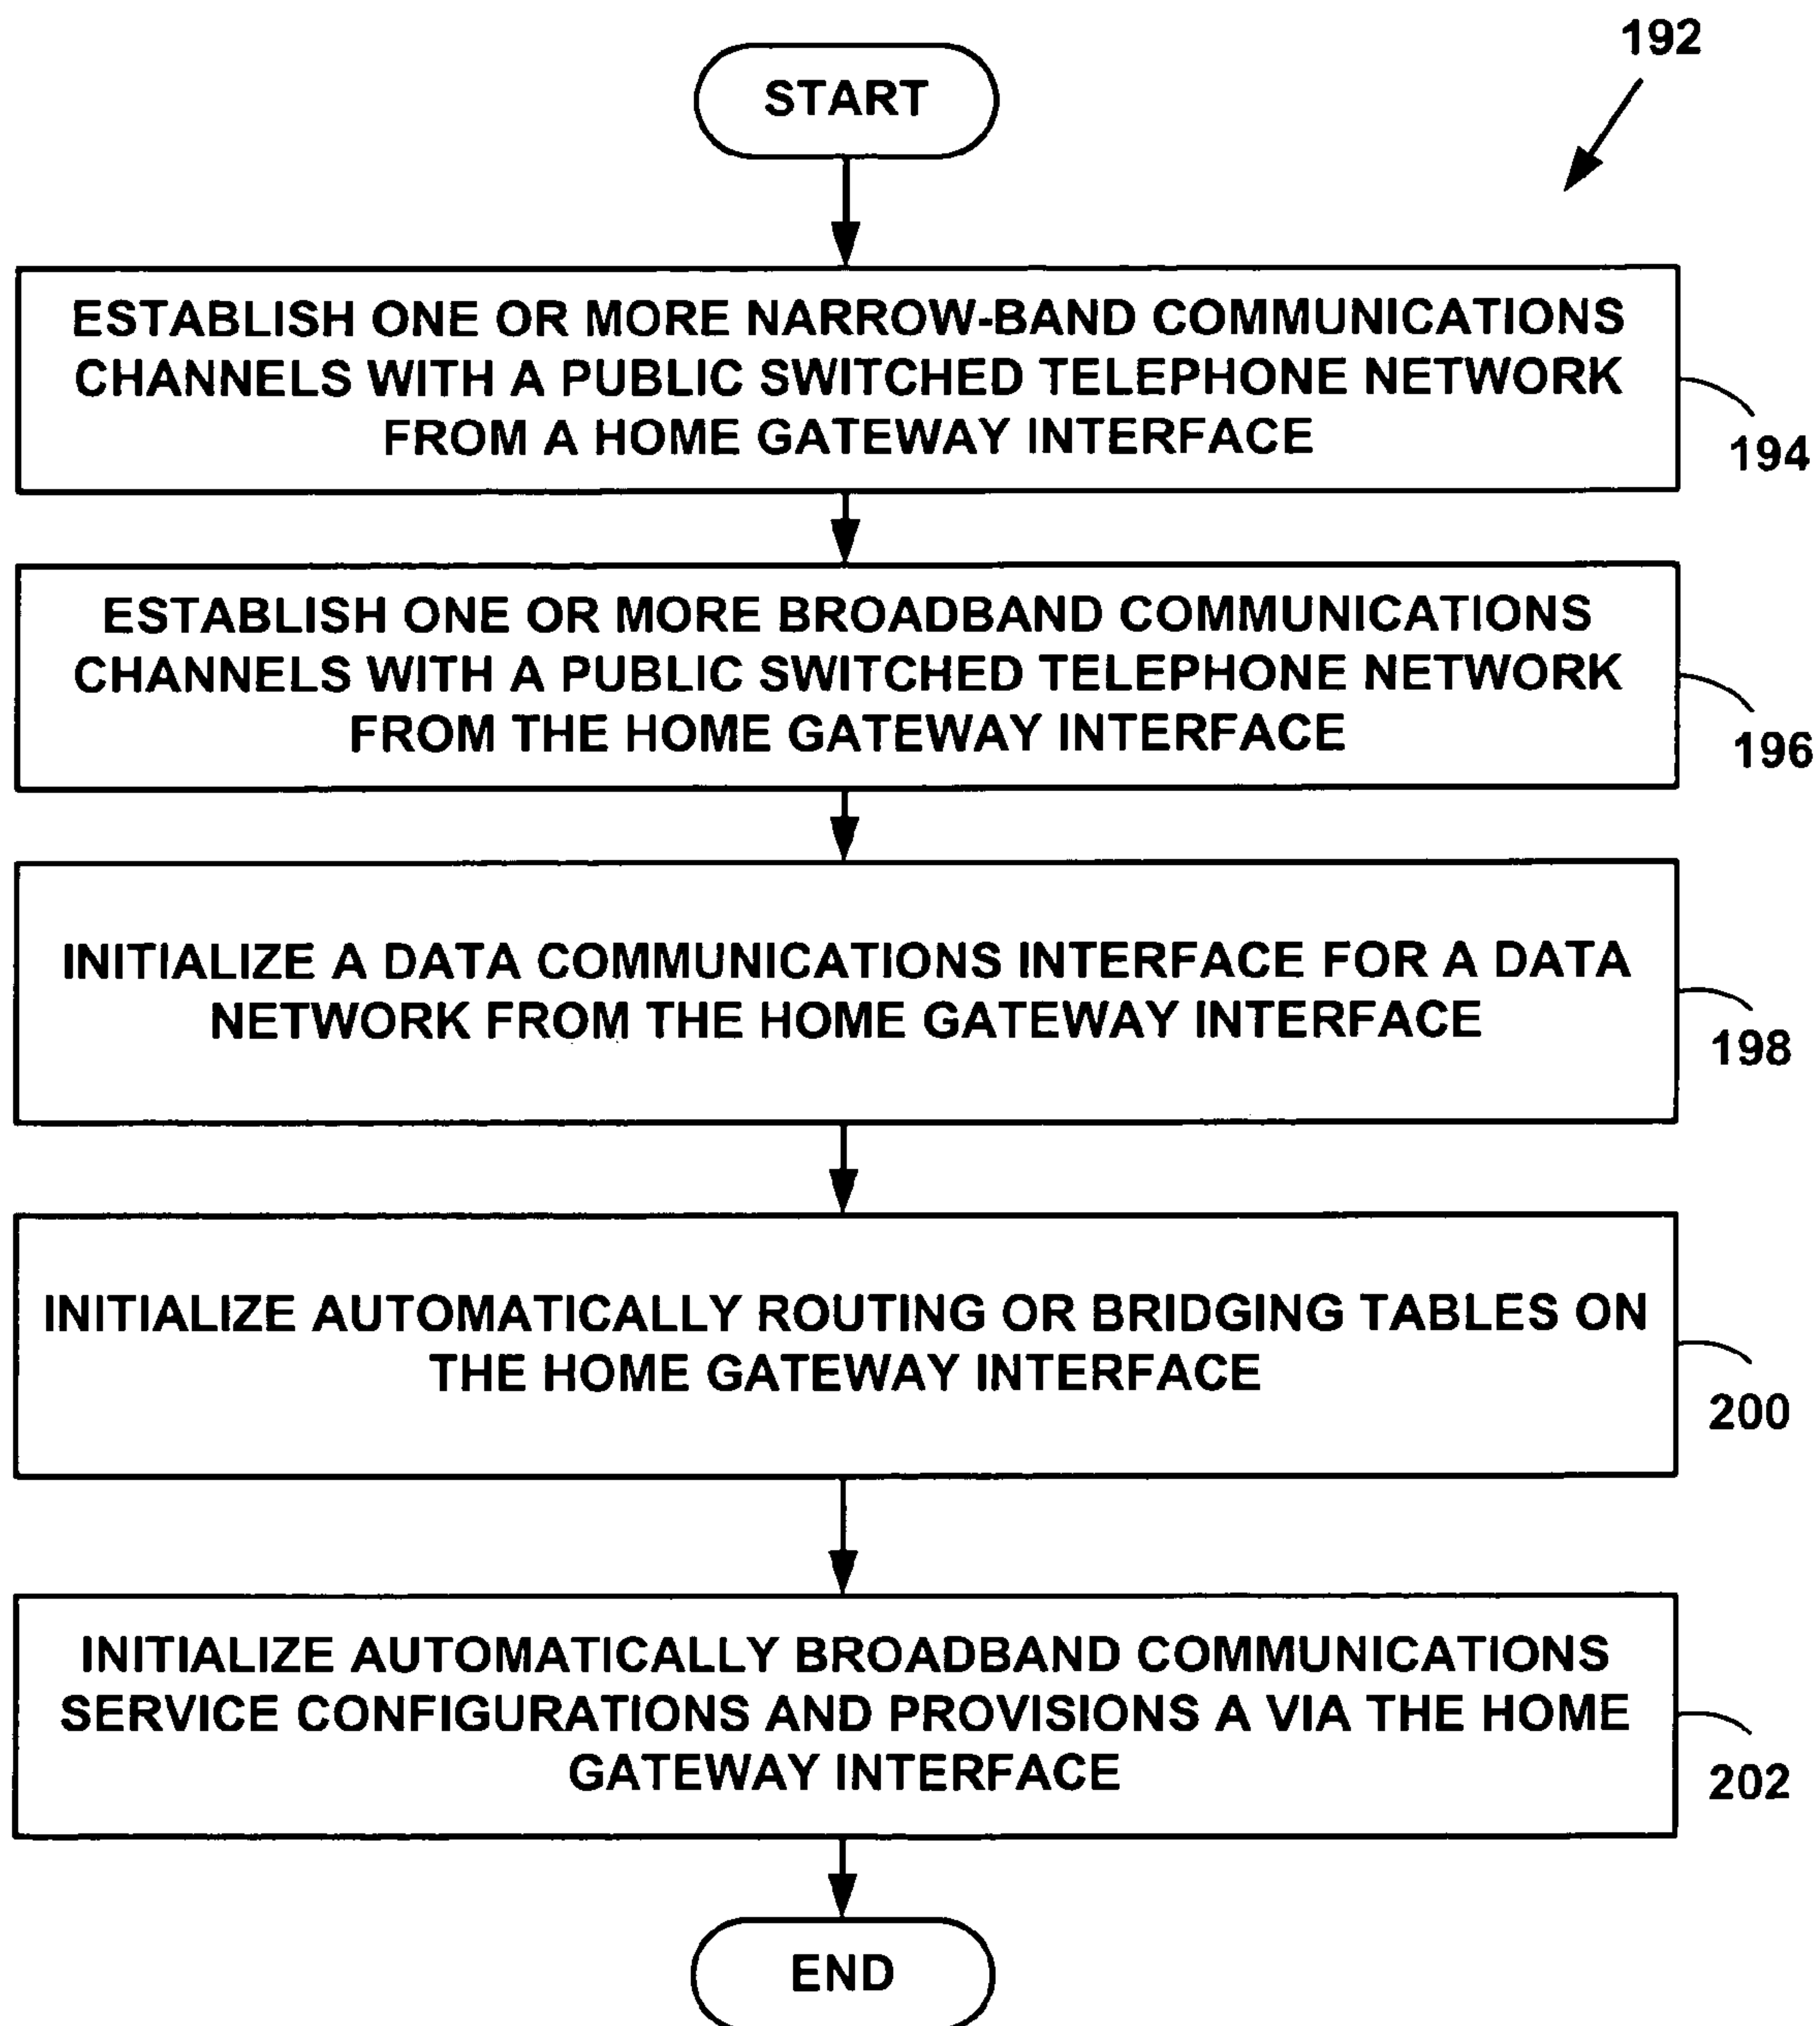 192
START
ESTABLISH ONE OR MORE NARROW-BAND COMMUNICATIONS
CHANNELS WITH A PUBLIC SWITCHED TELEPHONE NETWORK
FROM A HOME GATEWAY INTERFACE
194
ESTABLISH ONE OR MORE BROADBAND COMMUNICATIONS
CHANNELS WITH A PUBLIC SWITCHED TELEPHONE NETWORK
FROM THE HOME GATEWAY INTERFACE
196
INITIALIZE A DATA COMMUNICATIONS INTERFACE FOR A DATA
NETWORK FROM THE HOME GATEWAY INTERFACE
198
INITIALIZE AUTOMATICALLY ROUTING OR BRIDGING TABLES ON
THE HOME GATEWAY INTERFACE
200
INITIALIZE AUTOMATICALLY BROADBAND COMMUNICATIONS
SERVICE CONFIGURATIONS AND PROVISIONS A VIA THE HOME
GATEWAY INTERFACE
202
END